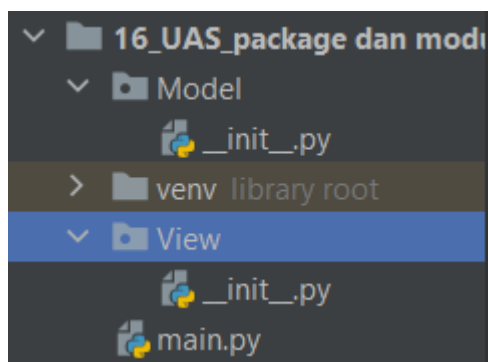 16_UAS_package dan modu
Model
__init__.py
venv library root
View
__init__.py
main.py